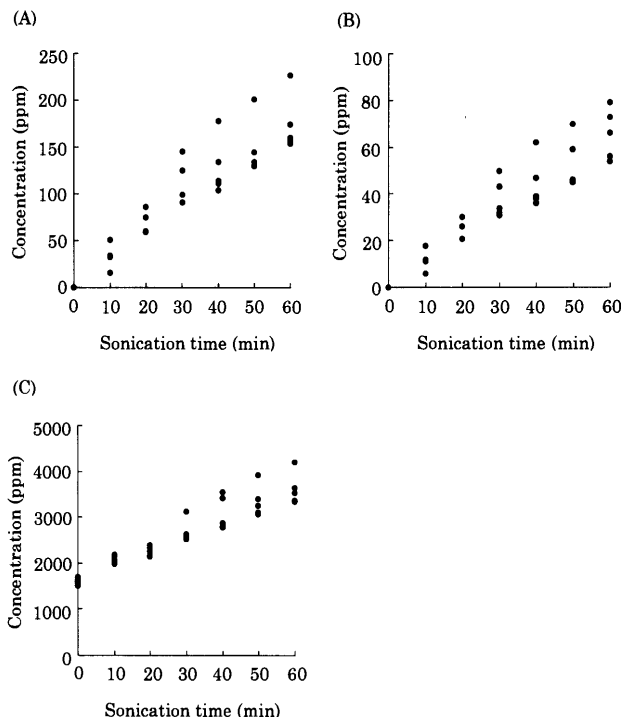 (A)
(B)
250
200
150
100
50
0
Concentration (ppm)
0 10 20 30 40 50 60
Sonication time (min)
100
80
60
40
20
0
Concentration (ppm)
0 10 20 30 40 50 60
Sonication time (min)
(C)
5000
4000
3000
2000
1000
0
Concentration (ppm)
0 10 20 30 40 50 60
Sonication time (min)